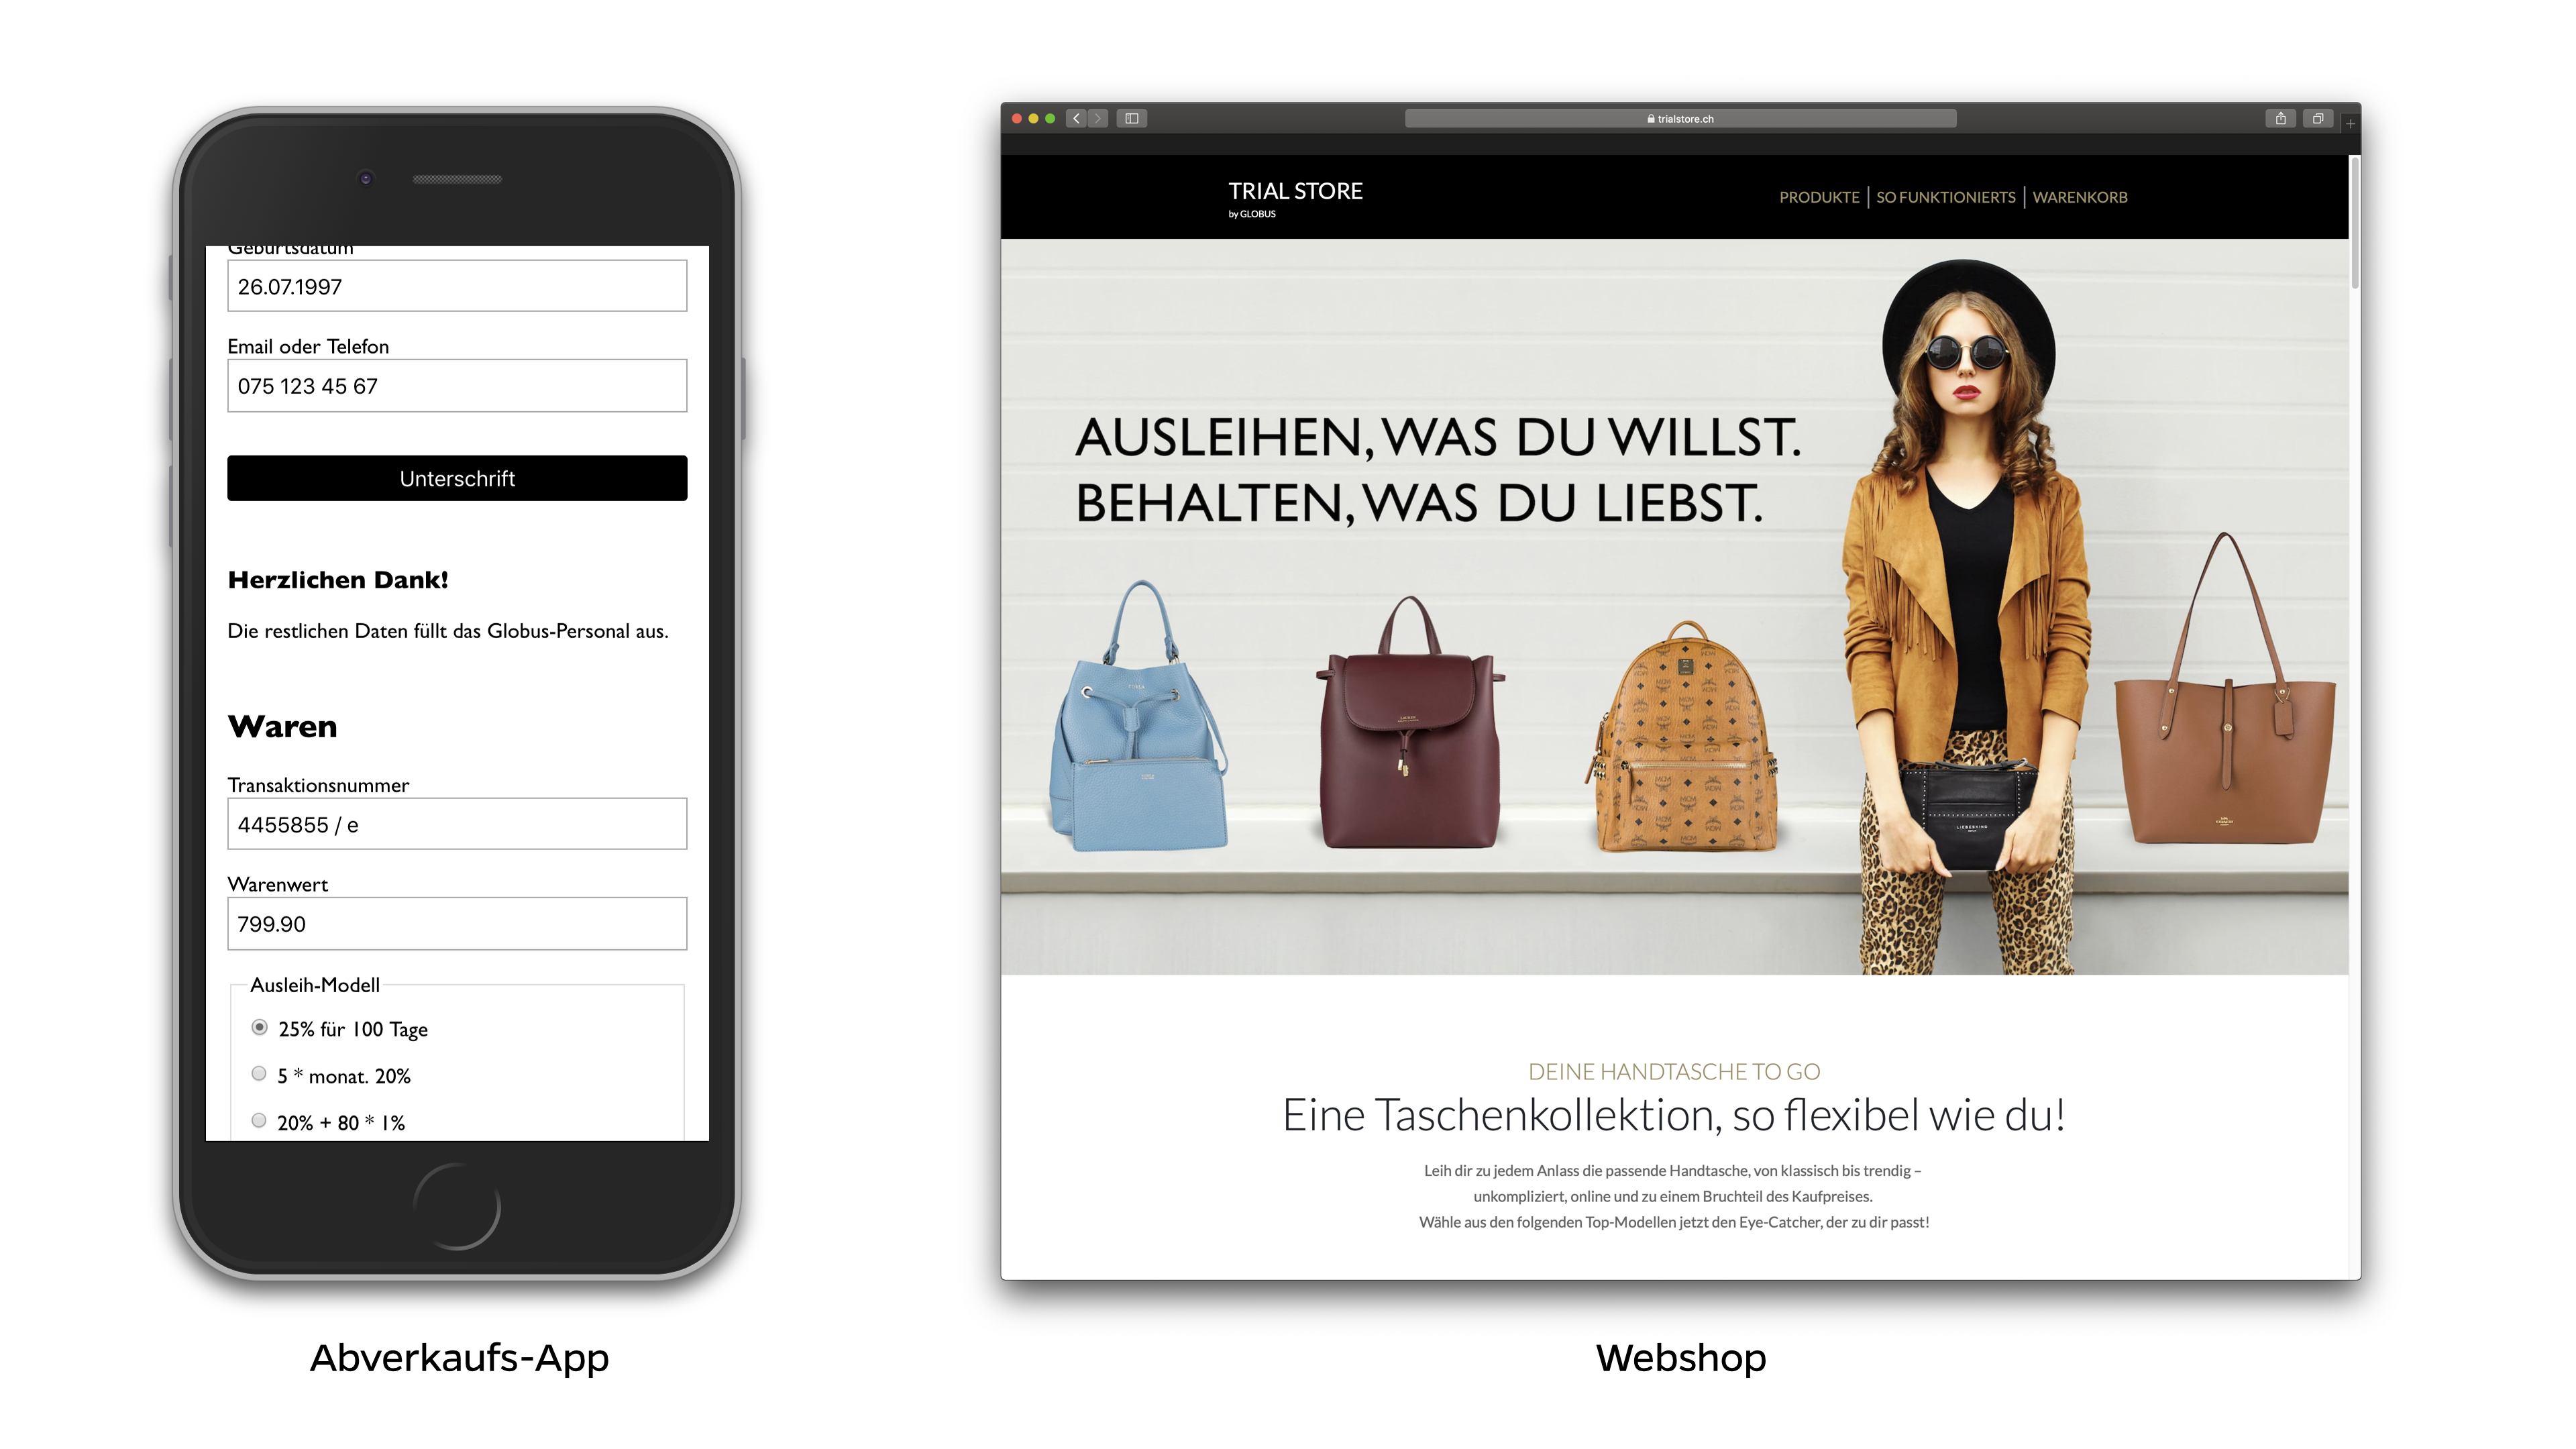 Geburtsdatum
26.07.1997
Email oder Telefon
075 123 45 67
Unterschrift
Herzlichen Dank!
Die restlichen Daten füllt das Globus-Personal aus.
Waren
Transaktionsnummer
4455855 / e
Warenwert
799.90
Ausleih-Modell
25% für 100 Tage
5 * monat. 20%
20% + 80 * 1%
Abverkaufs-App
trialstore.ch
TRIAL STORE
by GLOBUS
PRODUKTE | SO FUNKTIONIERTS | WARENKORB
AUSLEIHEN, WAS DU WILLST.
BEHALTEN, WAS DU LIEBST.
MCM
LIEBESKIND
DEINE HANDTASCHE TO GO
Eine Taschenkollektion, so flexibel wie du!
Leih dir zu jedem Anlass die passende Handtasche, von klassisch bis trendig –
unkompliziert, online und zu einem Bruchteil des Kaufpreises.
Wähle aus den folgenden Top-Modellen jetzt den Eye-Catcher, der zu dir passt!
Webshop